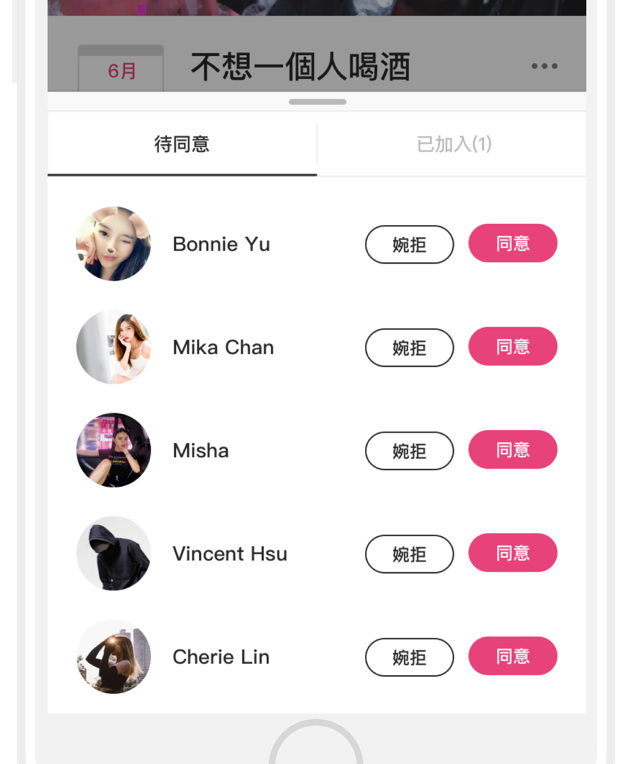 6月
不想一個人喝酒
待同意
已加入(1)
Bonnie Yu
婉拒
同意
Mika Chan
婉拒
同意
Misha
婉拒
同意
Vincent Hsu
婉拒
同意
Cherie Lin
婉拒
同意